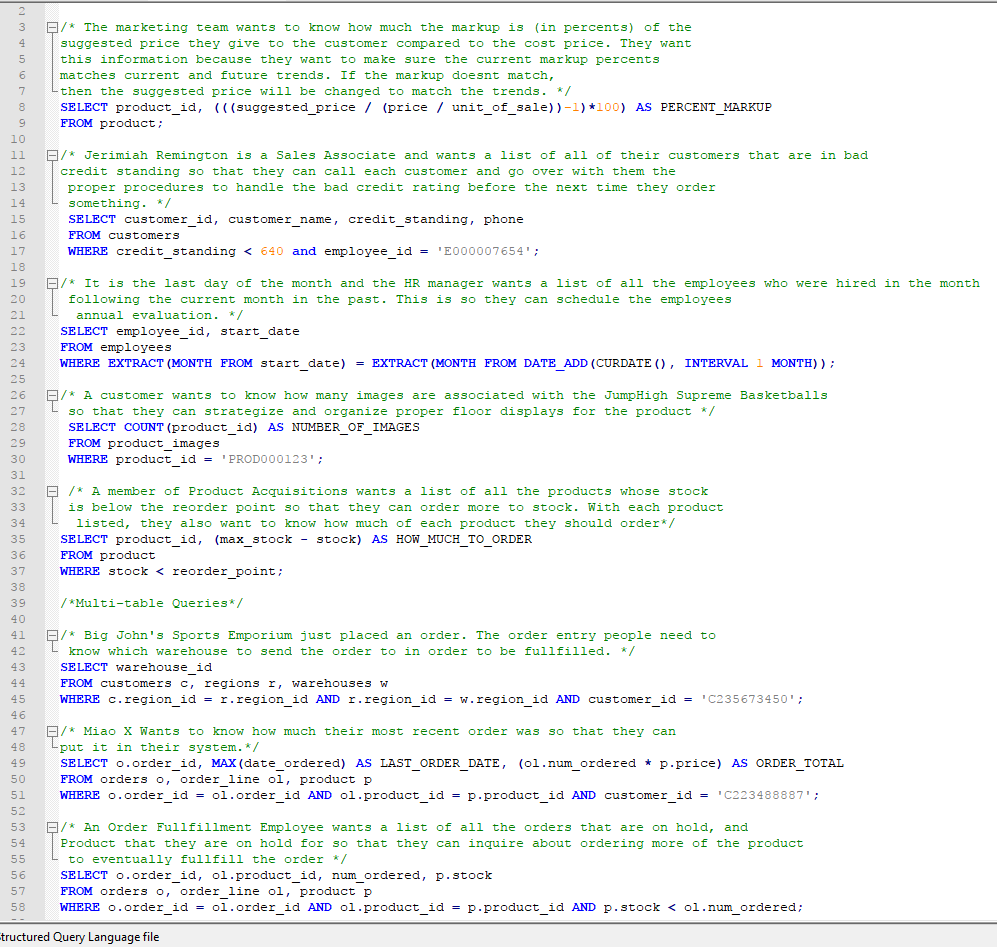 2
3 /* The marketing team wants to know how much the markup is (in percents) of the
4 suggested price they give to the customer compared to the cost price. They want
5 this information because they want to make sure the current markup percents
6 matches current and future trends. If the markup doesnt match,
7 then the suggested price will be changed to match the trends. */
8 SELECT product_id, (((suggested_price / (price / unit_of_sale))-1)*100) AS PERCENT_MARKUP
9 FROM product;
10
11 /* Jerimiah Remington is a Sales Associate and wants a list of all of their customers that are in bad
12 credit standing so that they can call each customer and go over with them the
13 proper procedures to handle the bad credit rating before the next time they order
14 something. */
15 SELECT customer_id, customer_name, credit_standing, phone
16 FROM customers
17 WHERE credit_standing < 640 and employee_id = 'E000007654';
18
19 /* It is the last day of the month and the HR manager wants a list of all the employees who were hired in the month
20 following the current month in the past. This is so they can schedule the employees
21 annual evaluation. */
22 SELECT employee_id, start_date
23 FROM employees
24 WHERE EXTRACT(MONTH FROM start_date) = EXTRACT(MONTH FROM DATE_ADD(CURDATE(), INTERVAL 1 MONTH));
25
26 /* A customer wants to know how many images are associated with the JumpHigh Supreme Basketballs
27 so that they can strategize and organize proper floor displays for the product */
28 SELECT COUNT(product_id) AS NUMBER_OF_IMAGES
29 FROM product_images
30 WHERE product_id = 'PROD000123';
31
32 /* A member of Product Acquisitions wants a list of all the products whose stock
33 is below the reorder point so that they can order more to stock. With each product
34 listed, they also want to know how much of each product they should order*/
35 SELECT product_id, (max_stock - stock) AS HOW_MUCH_TO_ORDER
36 FROM product
37 WHERE stock < reorder_point;
38
39 /*Multi-table Queries*/
40
41 /* Big John's Sports Emporium just placed an order. The order entry people need to
42 know which warehouse to send the order to in order to be fullfilled. */
43 SELECT warehouse_id
44 FROM customers c, regions r, warehouses w
45 WHERE c.region_id = r.region_id AND r.region_id = w.region_id AND customer_id = 'C235673450';
46
47 /* Miao X Wants to know how much their most recent order was so that they can
48 put it in their system.*/
49 SELECT o.order_id, MAX(date_ordered) AS LAST_ORDER_DATE, (ol.num_ordered * p.price) AS ORDER_TOTAL
50 FROM orders o, order_line ol, product p
51 WHERE o.order_id = ol.order_id AND ol.product_id = p.product_id AND customer_id = 'C223488887';
52
53 /* An Order Fullfillment Employee wants a list of all the orders that are on hold, and
54 Product that they are on hold for so that they can inquire about ordering more of the product
55 to eventually fullfill the order */
56 SELECT o.order_id, ol.product_id, num_ordered, p.stock
57 FROM orders o, order_line ol, product p
58 WHERE o.order_id = ol.order_id AND ol.product_id = p.product_id AND p.stock < ol.num_ordered;
Structured Query Language file